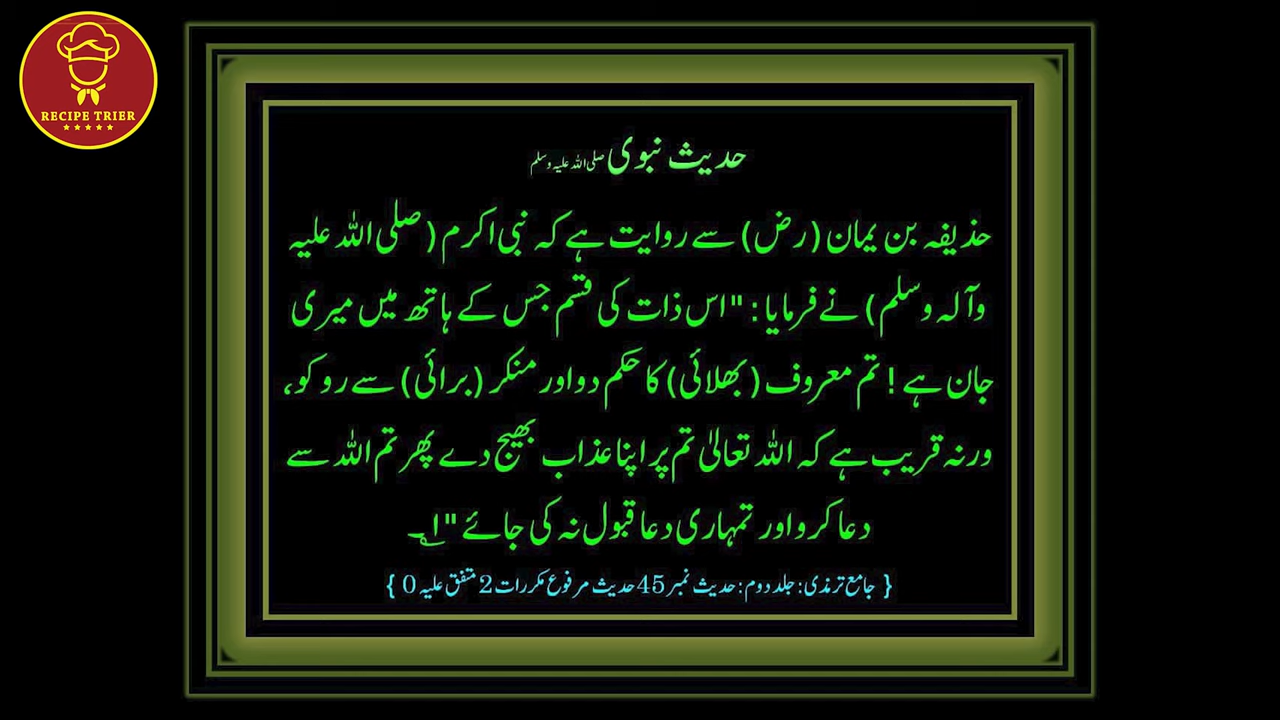 RECIPE TRIER
حدیث نبوی صلی اللہ علیہ وسلم
حذیفہ بن یمان (رض) سے روایت ہے کہ نبی اکرم (صلی اللہ علیہ
وآلہ وسلم) نے فرمایا : "اس ذات کی قسم جس کے ہاتھ میں میری
جان ہے ! تم معروف (بھلائی) کا حکم دو اور منکر (برائی) سے روکو،
ورنہ قریب ہے کہ اللہ تعالیٰ تم پر اپنا عذاب بھیج دے پھر تم اللہ سے
دعا کرو اور تمہاری دعا قبول نہ کی جائے "۱؎۔
{ جامع ترمذی: جلد دوم: حدیث نمبر 45 حدیث مرفوع مکررات 2 متفق علیہ 0 }